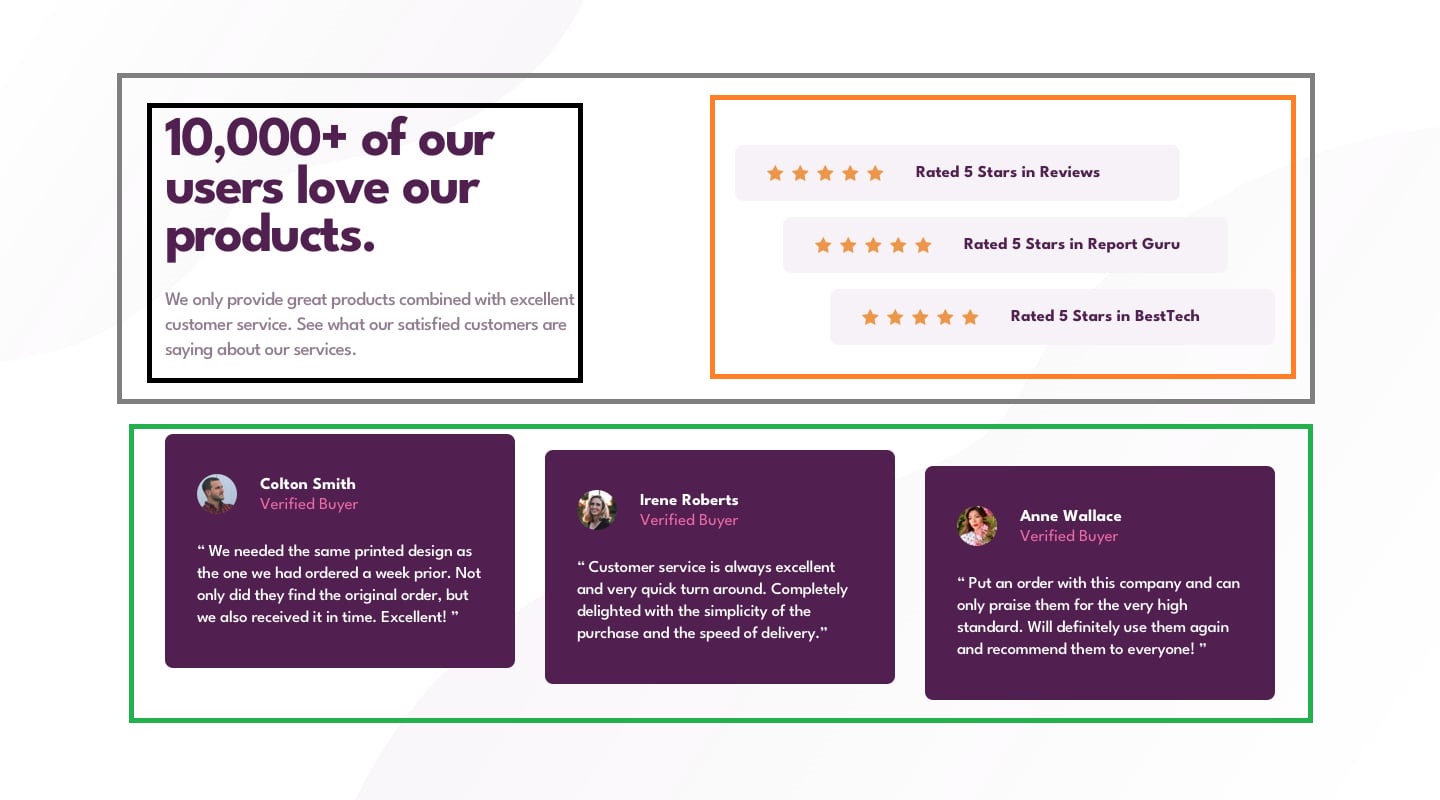 10,000+ of our
users love our
products.
We only provide great products combined with excellent
customer service. See what our satisfied customers are
saying about our services.
Rated 5 Stars in Reviews
Rated 5 Stars in Report Guru
Rated 5 Stars in BestTech
Colton Smith
Verified Buyer
“ We needed the same printed design as
the one we had ordered a week prior. Not
only did they find the original order, but
we also received it in time. Excellent! ”
Irene Roberts
Verified Buyer
“ Customer service is always excellent
and very quick turn around. Completely
delighted with the simplicity of the
purchase and the speed of delivery.”
Anne Wallace
Verified Buyer
“ Put an order with this company and can
only praise them for the very high
standard. Will definitely use them again
and recommend them to everyone! ”